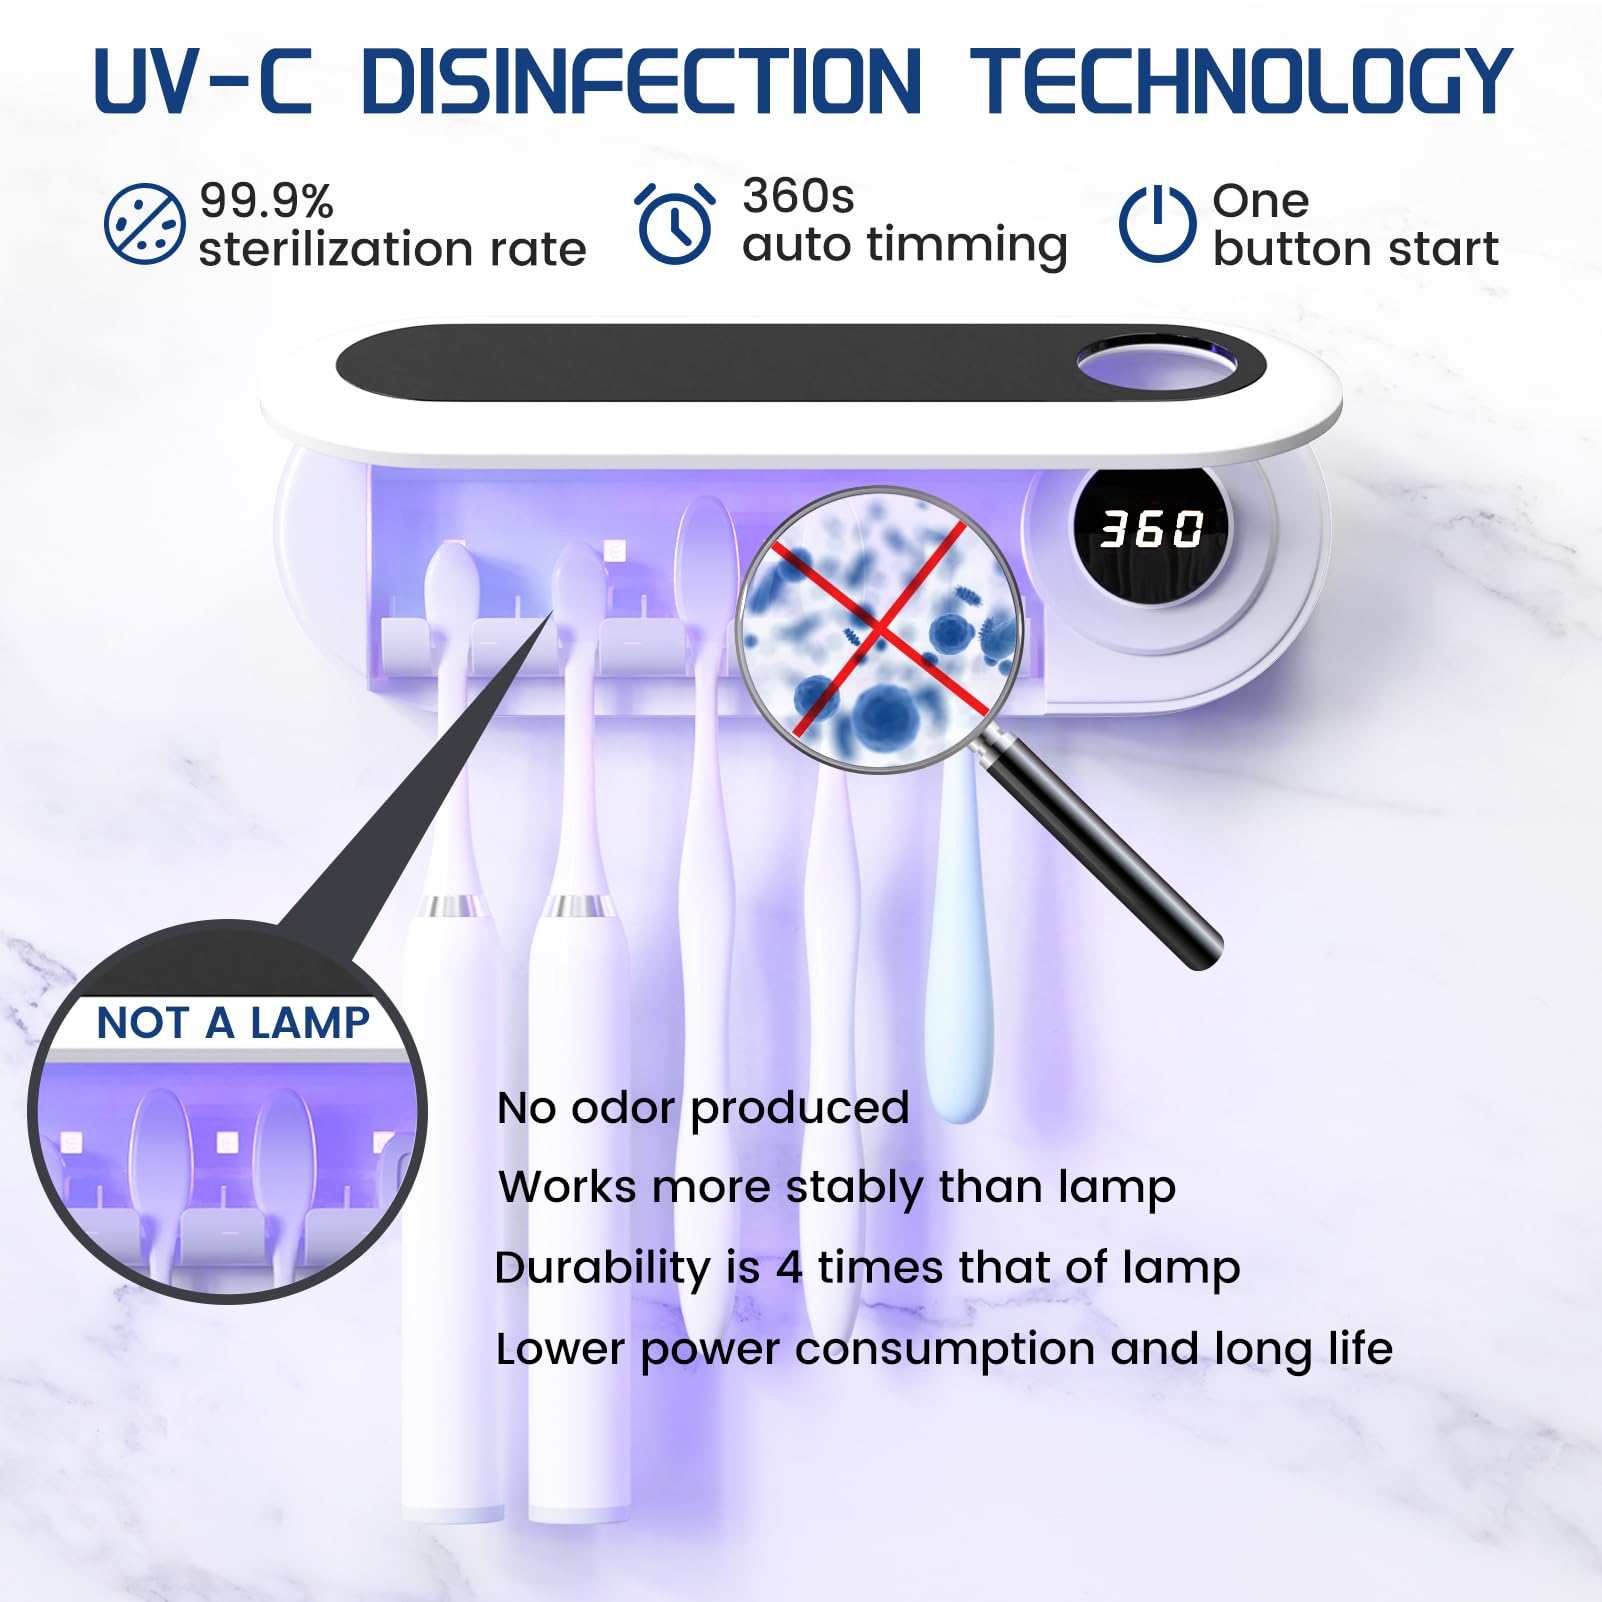 UV-C DISINFECTION TECHNOLOGY
99.9%
sterilization rate
360s
auto timming
One
button start
360
NOT A LAMP
No odor produced
Works more stably than lamp
Durability is 4 times that of lamp
Lower power consumption and long life